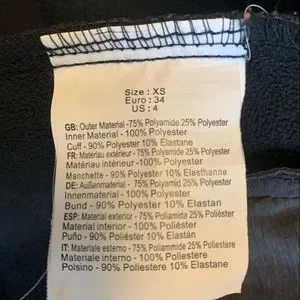 Size : XS
Euro : 34
US : 4
GB: Outer Material -75% Polyamide 25% Polyester
Inner Material - 100% Polyester
Cuff - 90% Polyester 10% Elastane
FR: Matériau extérieur - 75% Polyamide 25% Polyester
Matériau intérieur -100% Polyester
Manchette - 90% Polyester 10% Elasthanne
DE: Außenmaterial - 75% Polyamid 25% Polyester
Innenmaterial - 100% Polyester
Bund - 90% Polyester 10% Elastan
ESP: Material exterior - 75% Poliamida 25% Poliéster
Material interior - 100% Poliéster
Puño - 90% Poliéster 10% Elastán
IT: Materiale esterno - 75% Poliammide 25% Poliestere
Materiale interno - 100% Poliestere
Polsino - 90% Poliestere 10% Elastane